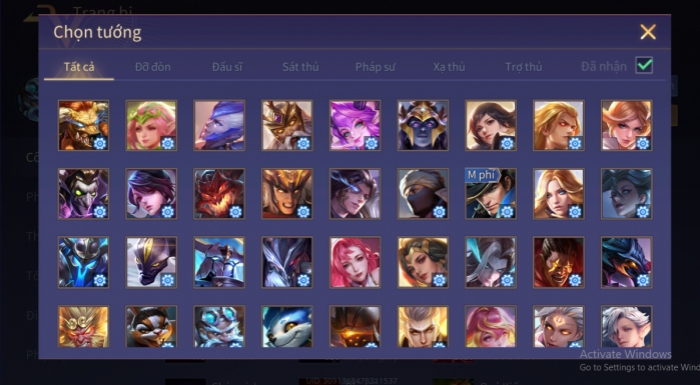 Trang bị
Chọn tướng
Tất cả
Đỡ đòn
Đấu sĩ
Sát thủ
Pháp sư
Xạ thủ
Trợ thủ
Đã nhận
M phí
Activate Windows
Go to Settings to activate Wind